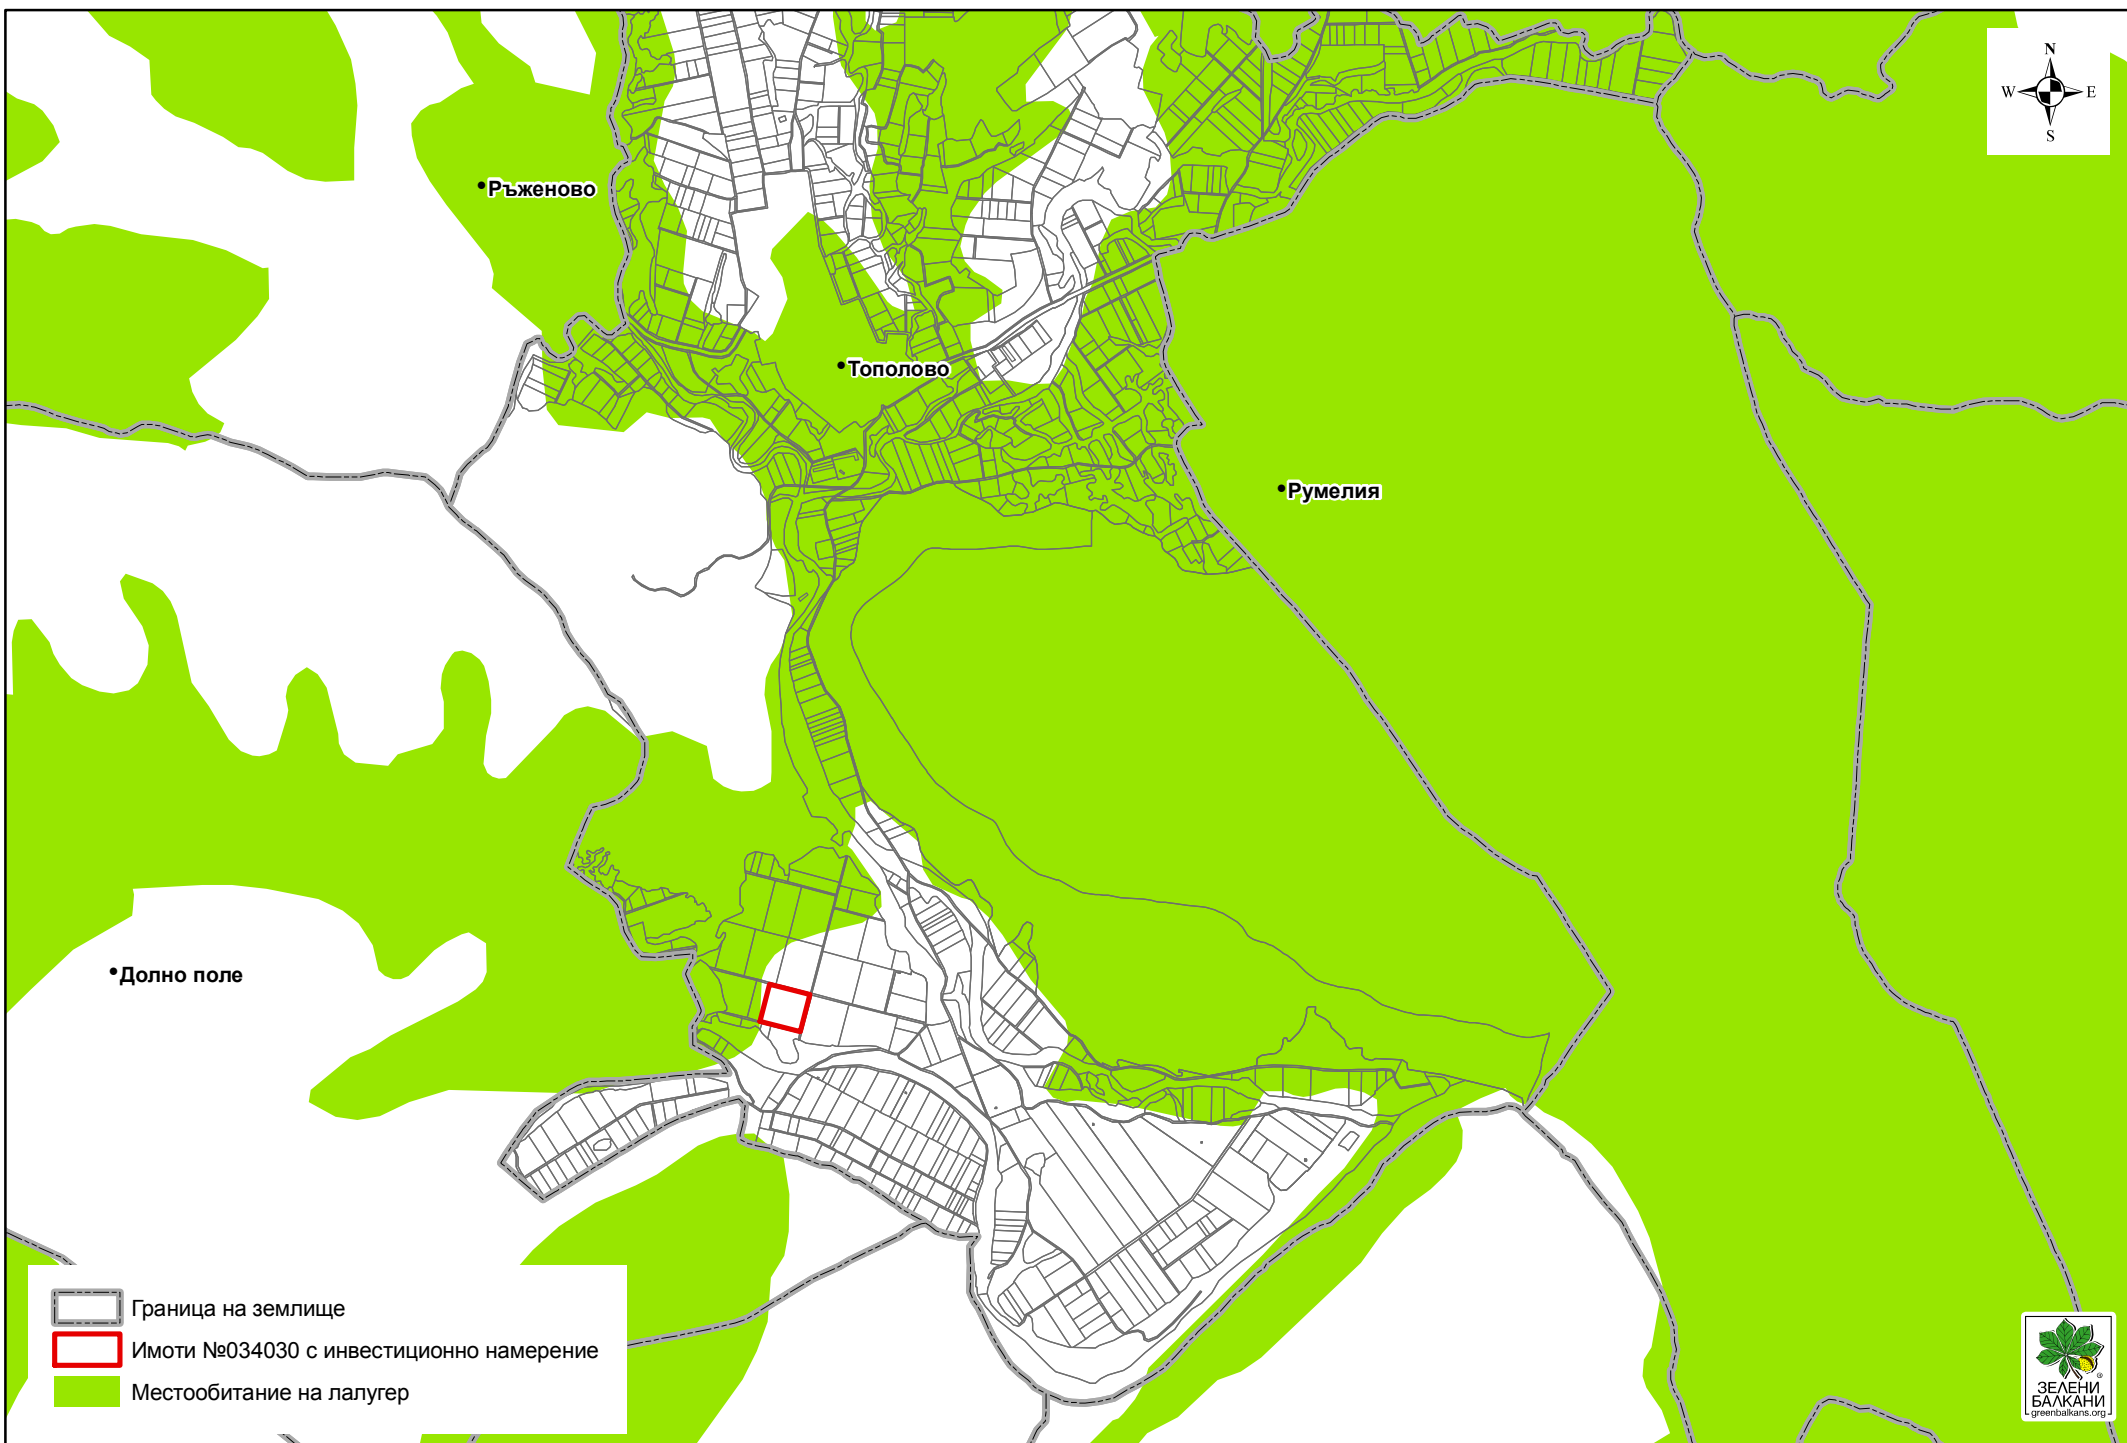 N
W E
S
Ръженово
Тополово
Румелия
Долно поле
Граница на землище
Имоти №034030 с инвестиционно намерение
Местообитание на лалугер
ЗЕЛЕНИ
БАЛКАНИ
greenbalkans.org